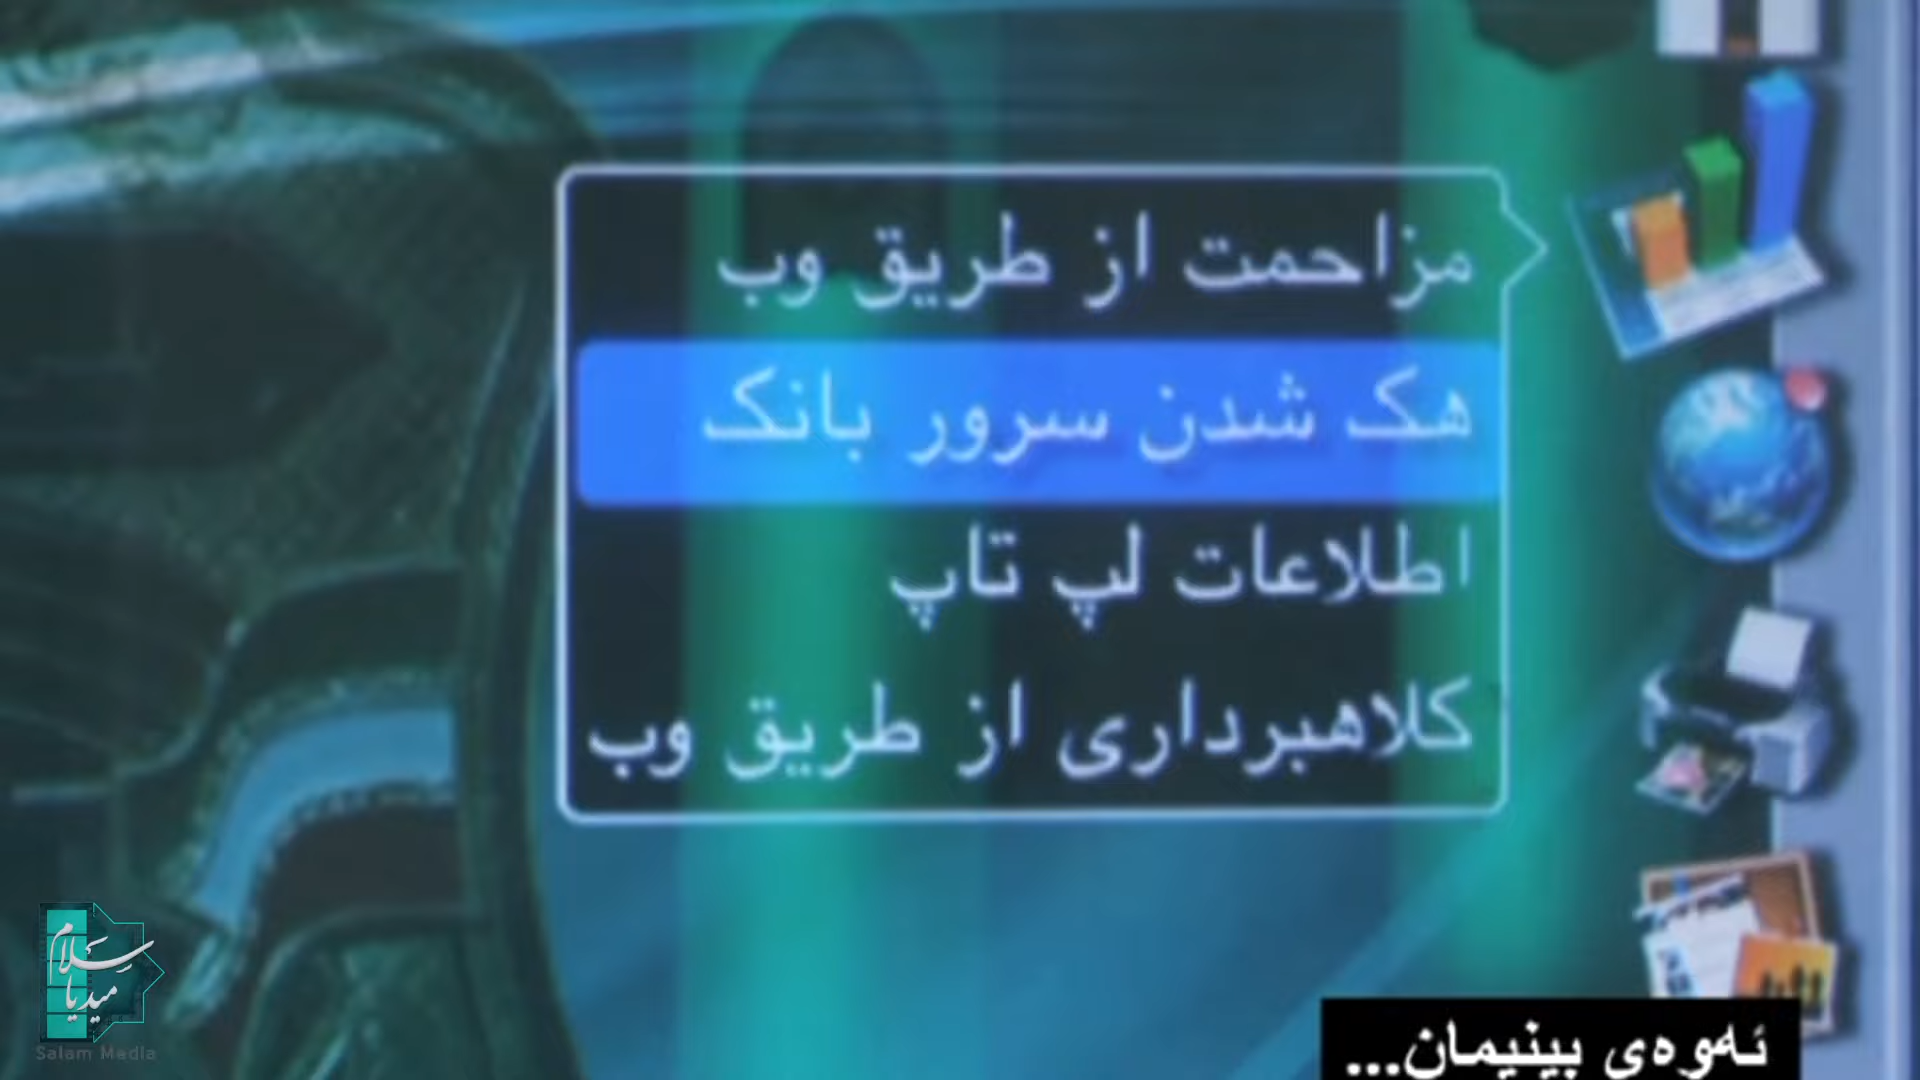 مزاحمت از طریق وب
هک شدن سرور بانک
اطلاعات لپ تاپ
کلاهبرداری از طریق وب
سلام
میدیا
Salam Media
ئەوەی بینیمان...